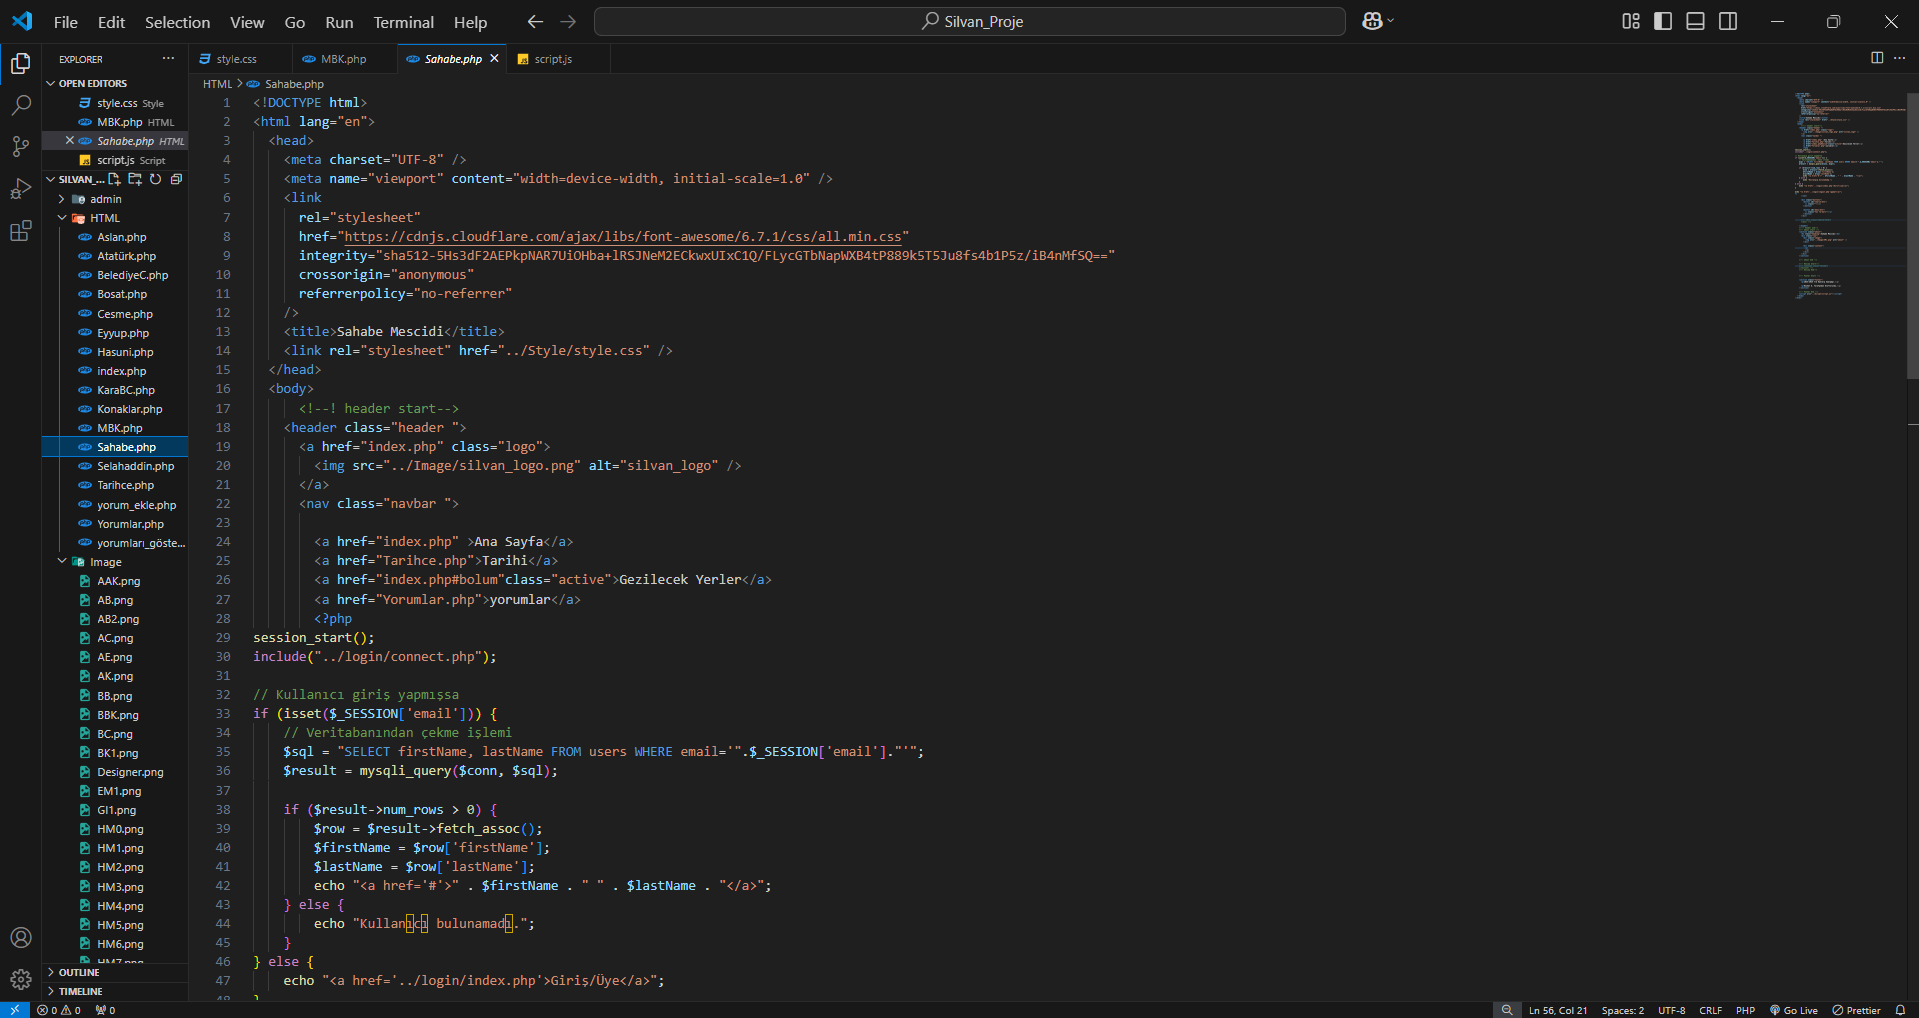 File Edit Selection View Go Run Terminal Help
Silvan_Proje
EXPLORER
OPEN EDITORS
style.css Style
MBK.php HTML
Sahabe.php HTML
script.js Script
SILVAN_...
admin
HTML
Aslan.php
Atatürk.php
BelediyeC.php
Bosat.php
Cesme.php
Eyyup.php
Hasuni.php
index.php
KaraBC.php
Konaklar.php
MBK.php
Sahabe.php
Selahaddin.php
Tarihce.php
yorum_ekle.php
Yorumlar.php
yorumları_göste...
Image
AAK.png
AB.png
AB2.png
AC.png
AE.png
AK.png
BB.png
BBK.png
BC.png
BK1.png
Designer.png
EM1.png
GI1.png
HM0.png
HM1.png
HM2.png
HM3.png
HM4.png
HM5.png
HM6.png
HM7.png
OUTLINE
TIMELINE
style.css MBK.php Sahabe.php script.js
HTML > Sahabe.php
1 <!DOCTYPE html>
2 <html lang="en">
3 <head>
4 <meta charset="UTF-8" />
5 <meta name="viewport" content="width=device-width, initial-scale=1.0" />
6 <link
7 rel="stylesheet"
8 href="https://cdnjs.cloudflare.com/ajax/libs/font-awesome/6.7.1/css/all.min.css"
9 integrity="sha512-5Hs3dF2AEPkpNAR7UiOHba+lRSJNeM2ECkwxUIxC1Q/FLycGTbNapWXB4tP889k5T5Ju8fs4b1P5z/iB4nMfSQ=="
10 crossorigin="anonymous"
11 referrerpolicy="no-referrer"
12 />
13 <title>Sahabe Mescidi</title>
14 <link rel="stylesheet" href="../Style/style.css" />
15 </head>
16 <body>
17 <!--! header start-->
18 <header class="header ">
19 <a href="index.php" class="logo">
20 <img src="../Image/silvan_logo.png" alt="silvan_logo" />
21 </a>
22 <nav class="navbar ">
23
24 <a href="index.php" >Ana Sayfa</a>
25 <a href="Tarihce.php">Tarihi</a>
26 <a href="index.php#bolum"class="active">Gezilecek Yerler</a>
27 <a href="Yorumlar.php">yorumlar</a>
28 <?php
29 session_start();
30 include("../login/connect.php");
31
32 // Kullanıcı giriş yapmışsa
33 if (isset($_SESSION['email'])) {
34 // Veritabanından çekme işlemi
35 $sql = "SELECT firstName, lastName FROM users WHERE email='".$_SESSION['email']."'";
36 $result = mysqli_query($conn, $sql);
37
38 if ($result->num_rows > 0) {
39 $row = $result->fetch_assoc();
40 $firstName = $row['firstName'];
41 $lastName = $row['lastName'];
42 echo "<a href='#'>" . $firstName . " " . $lastName . "</a>";
43 } else {
44 echo "Kullanıcı bulunamadı.";
45 }
46 } else {
47 echo "<a href='../login/index.php'>Giriş/Üye</a>";
48 }
0 0 0
Ln 56, Col 21 Spaces: 2 UTF-8 CRLF PHP Go Live Prettier